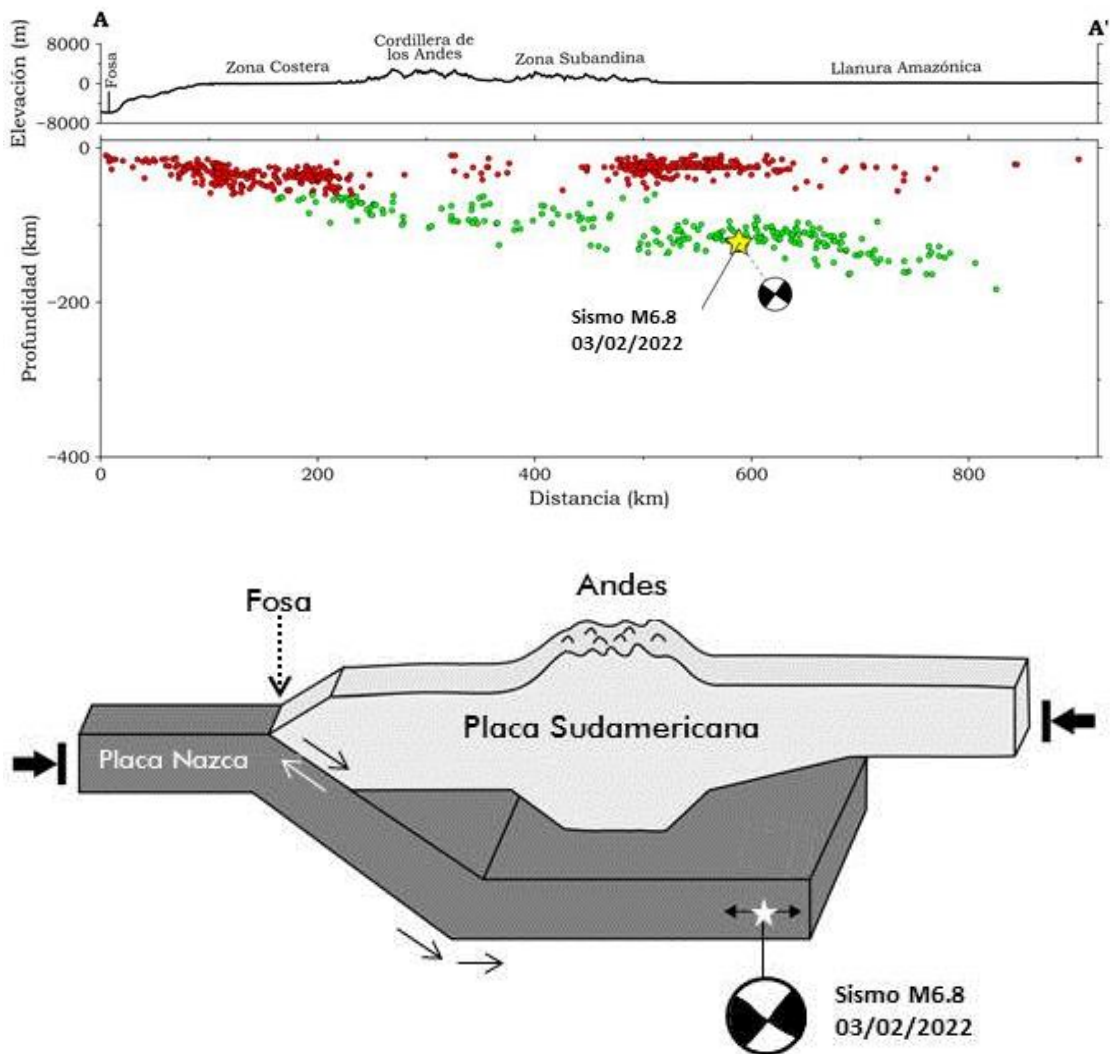 A
A'
Elevación (m)
8000
0
−8000
Fosa
Zona Costera
Cordillera de
los Andes
Zona Subandina
Llanura Amazónica
Profundidad (km)
0
−200
−400
Sismo M6.8
03/02/2022
0
200
400
600
800
Distancia (km)
Andes
Fosa
Placa Sudamericana
Placa Nazca
Sismo M6.8
03/02/2022